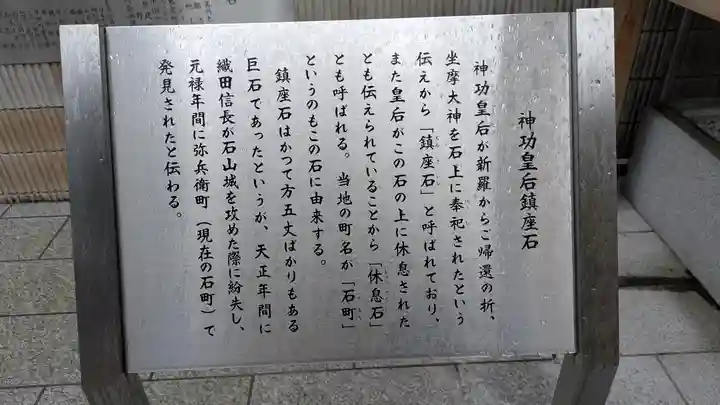 神功皇后鎮座石
神功皇后が新羅からご帰還の折、
坐摩大神を石上に奉祀されたという
伝えから「鎮座石」と呼ばれており、
また皇后がこの石の上に休息された
とも伝えられていることから「休息石」
とも呼ばれる。当地の町名が「石町」
というのもこの石に由来する。
鎮座石はかつて方五丈ばかりもある
巨石であったというが、天正年間に
織田信長が石山城を攻めた際に紛失し、
元禄年間に弥兵衛町（現在の石町）で
発見されたと伝わる。